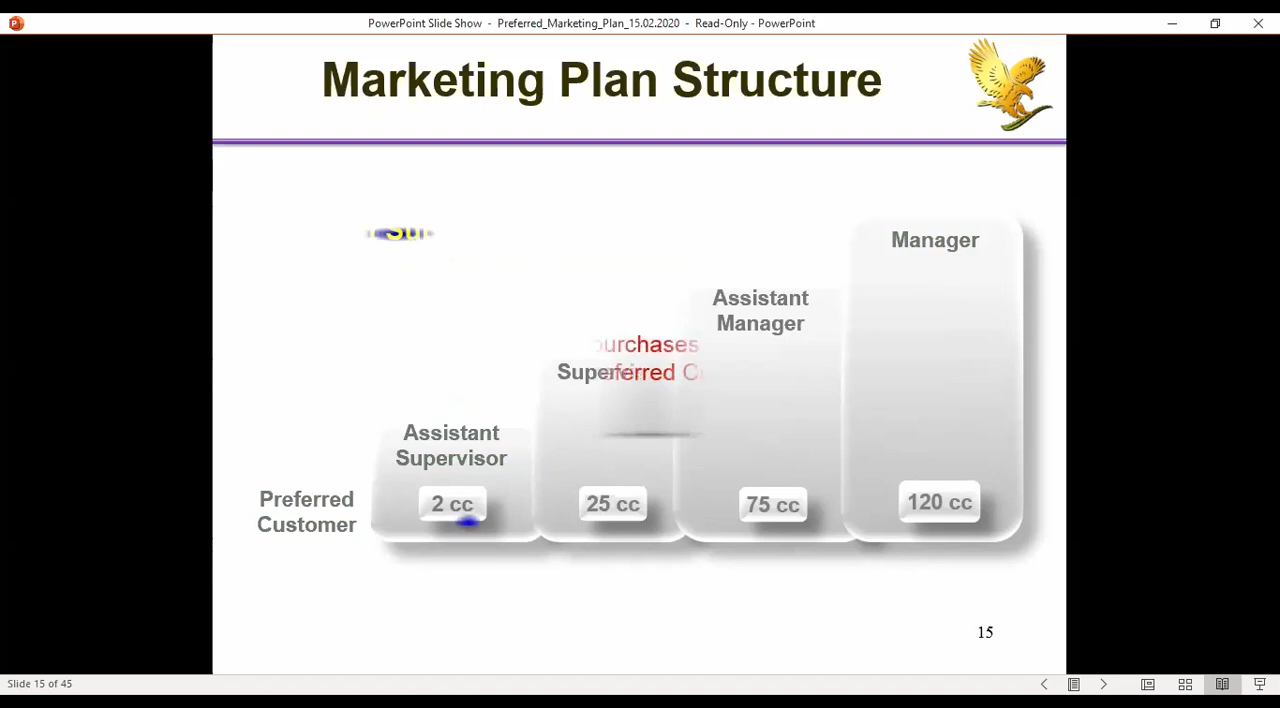 PowerPoint Slide Show - Preferred_Marketing_Plan_15.02.2020 - Read-Only - PowerPoint
Marketing Plan Structure
Manager
Assistant
Manager
purchases
Assistant
Supervisor
Preferred
Customer
2 cc
25 cc
75 cc
120 cc
15
Slide 15 of 45